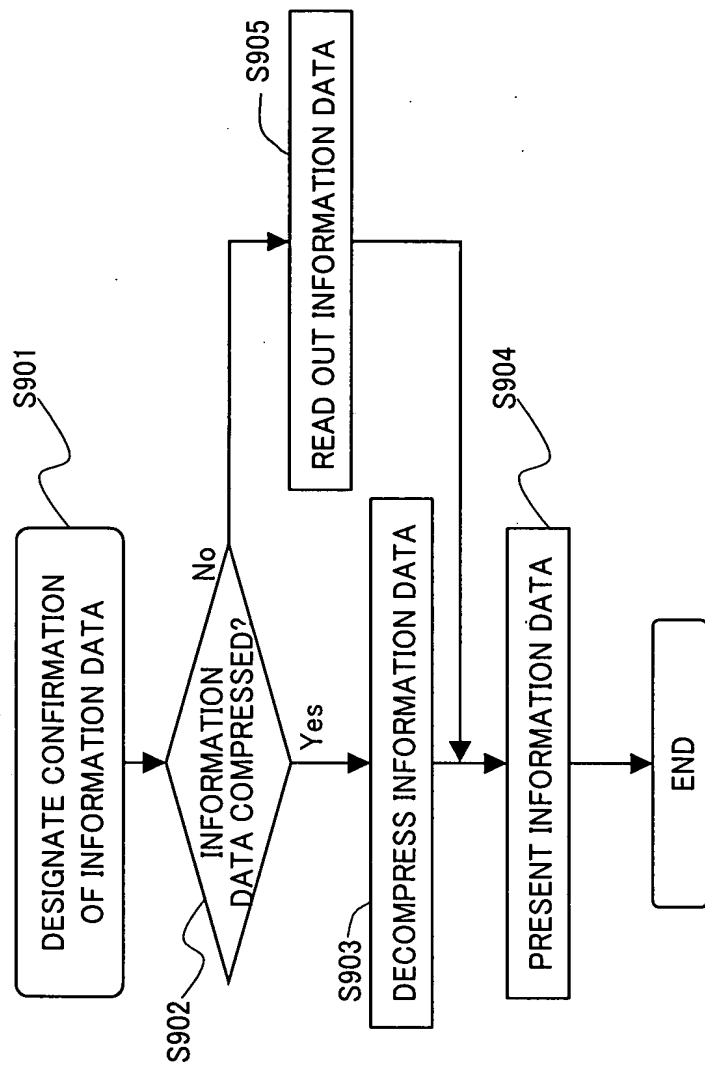 S901
DESIGNATE CONFIRMATION
OF INFORMATION DATA
S902
INFORMATION
DATA COMPRESSED?
No
Yes
S905
READ OUT INFORMATION DATA
S903
DECOMPRESS INFORMATION DATA
S904
PRESENT INFORMATION DATA
END